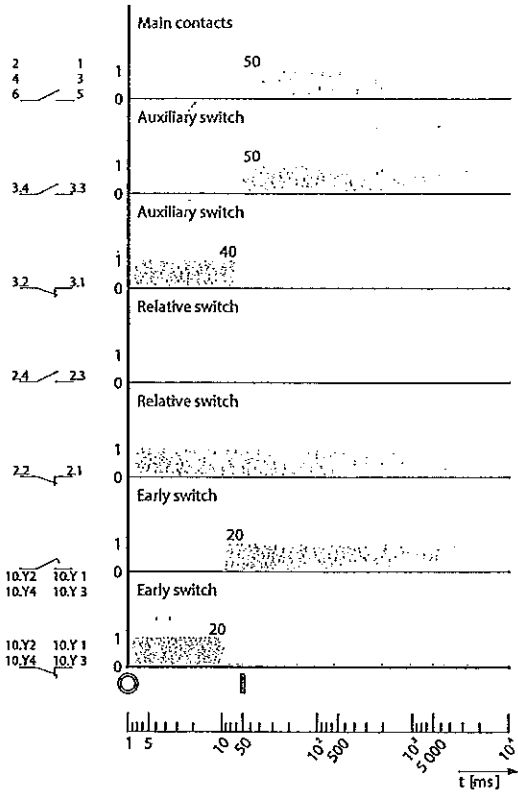 Main contacts
2 1
4 3
6 5
50
1
0
Auxiliary switch
3.4 3.3
50
1
0
Auxiliary switch
3.2 3.1
40
1
0
Relative switch
2.4 2.3
1
0
Relative switch
2.2 2.1
1
0
Early switch
20
1
0
10.Y2 10.Y 1
10.Y4 10.Y 3
Early switch
20
10.Y2 10.Y 1
10.Y4 10.Y 3
1
0
1 5 10 50 10² 500 10³ 5 000 10⁴
t [ms]